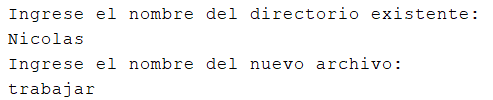 Ingrese el nombre del directorio existente:
Nicolas
Ingrese el nombre del nuevo archivo:
trabajar